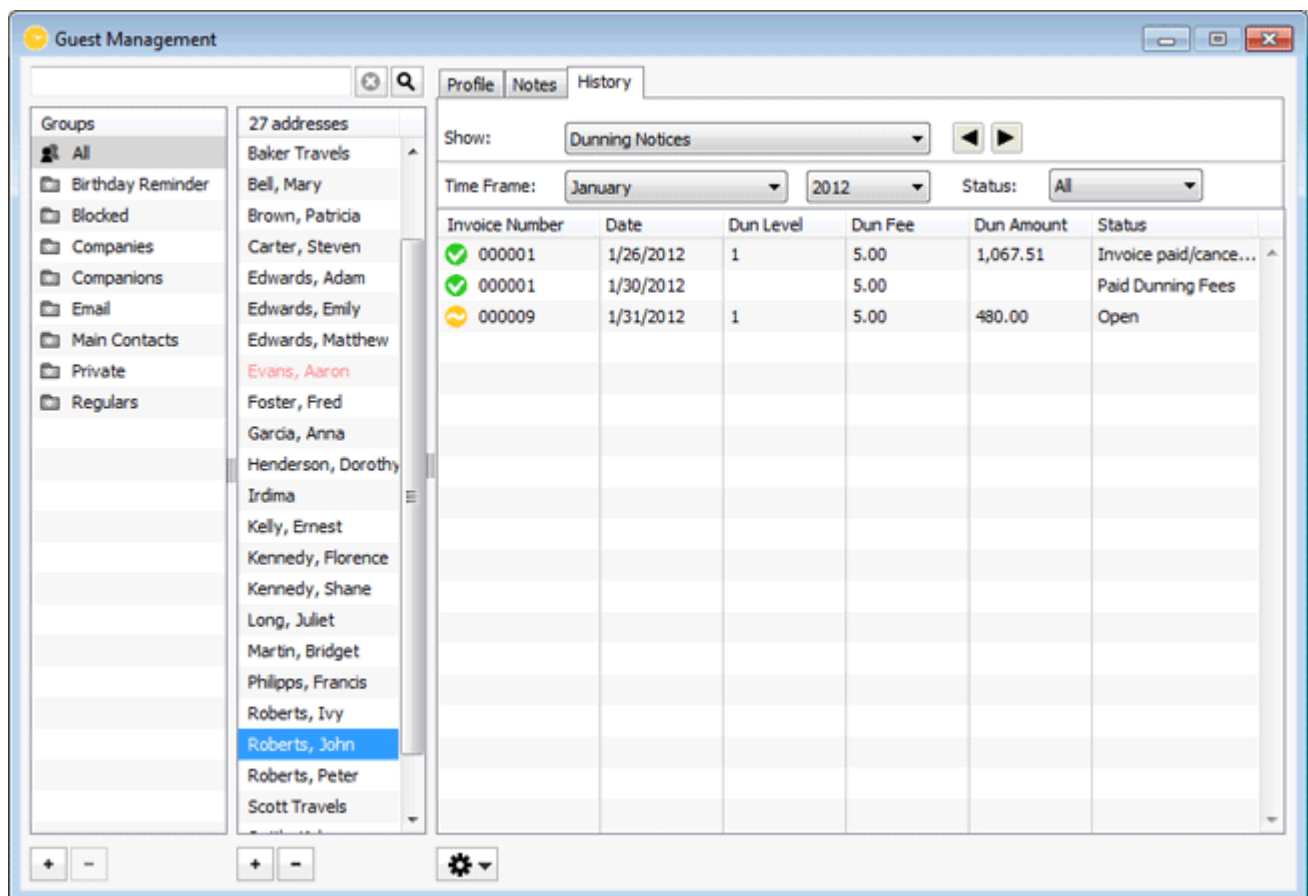 Guest Management
Profile Notes History
Groups
All
Birthday Reminder
Blocked
Companies
Companions
Email
Main Contacts
Private
Regulars
27 addresses
Baker Travels
Bell, Mary
Brown, Patricia
Carter, Steven
Edwards, Adam
Edwards, Emily
Edwards, Matthew
Evans, Aaron
Foster, Fred
Garcia, Anna
Henderson, Dorothy
Irdima
Kelly, Ernest
Kennedy, Florence
Kennedy, Shane
Long, Juliet
Martin, Bridget
Philipps, Francis
Roberts, Ivy
Roberts, John
Roberts, Peter
Scott Travels
Show: Dunning Notices
Time Frame: January 2012 Status: All
Invoice Number Date Dun Level Dun Fee Dun Amount Status
000001 1/26/2012 1 5.00 1,067.51 Invoice paid/cance...
000001 1/30/2012 5.00 Paid Dunning Fees
000009 1/31/2012 1 5.00 480.00 Open